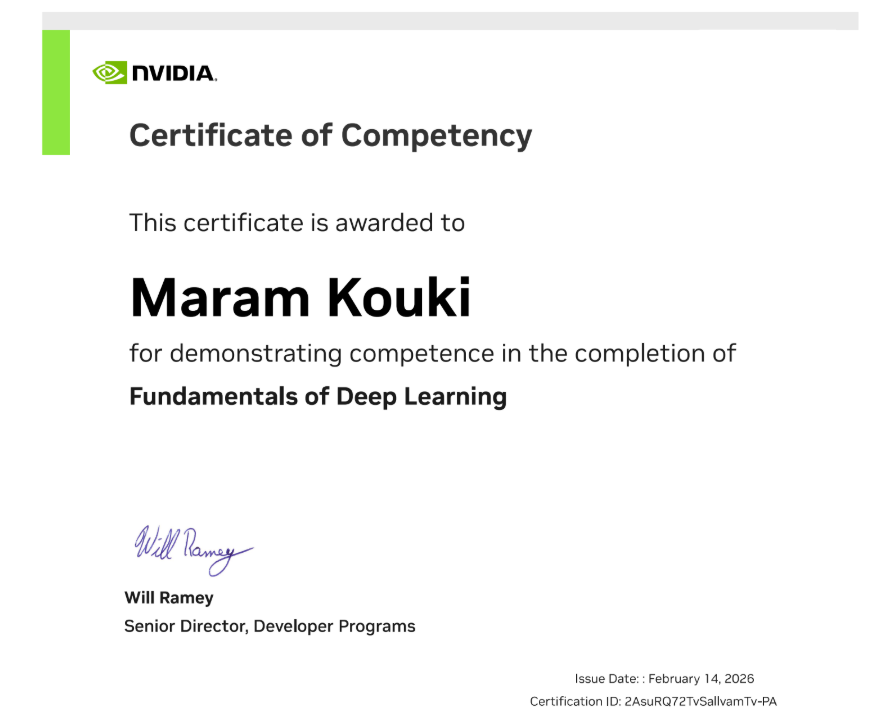 NVIDIA.
Certificate of Competency
This certificate is awarded to
Maram Kouki
for demonstrating competence in the completion of
Fundamentals of Deep Learning
Will Ramey
Will Ramey
Senior Director, Developer Programs
Issue Date: : February 14, 2026
Certification ID: 2AsuRQ72TvSallvamTv-PA